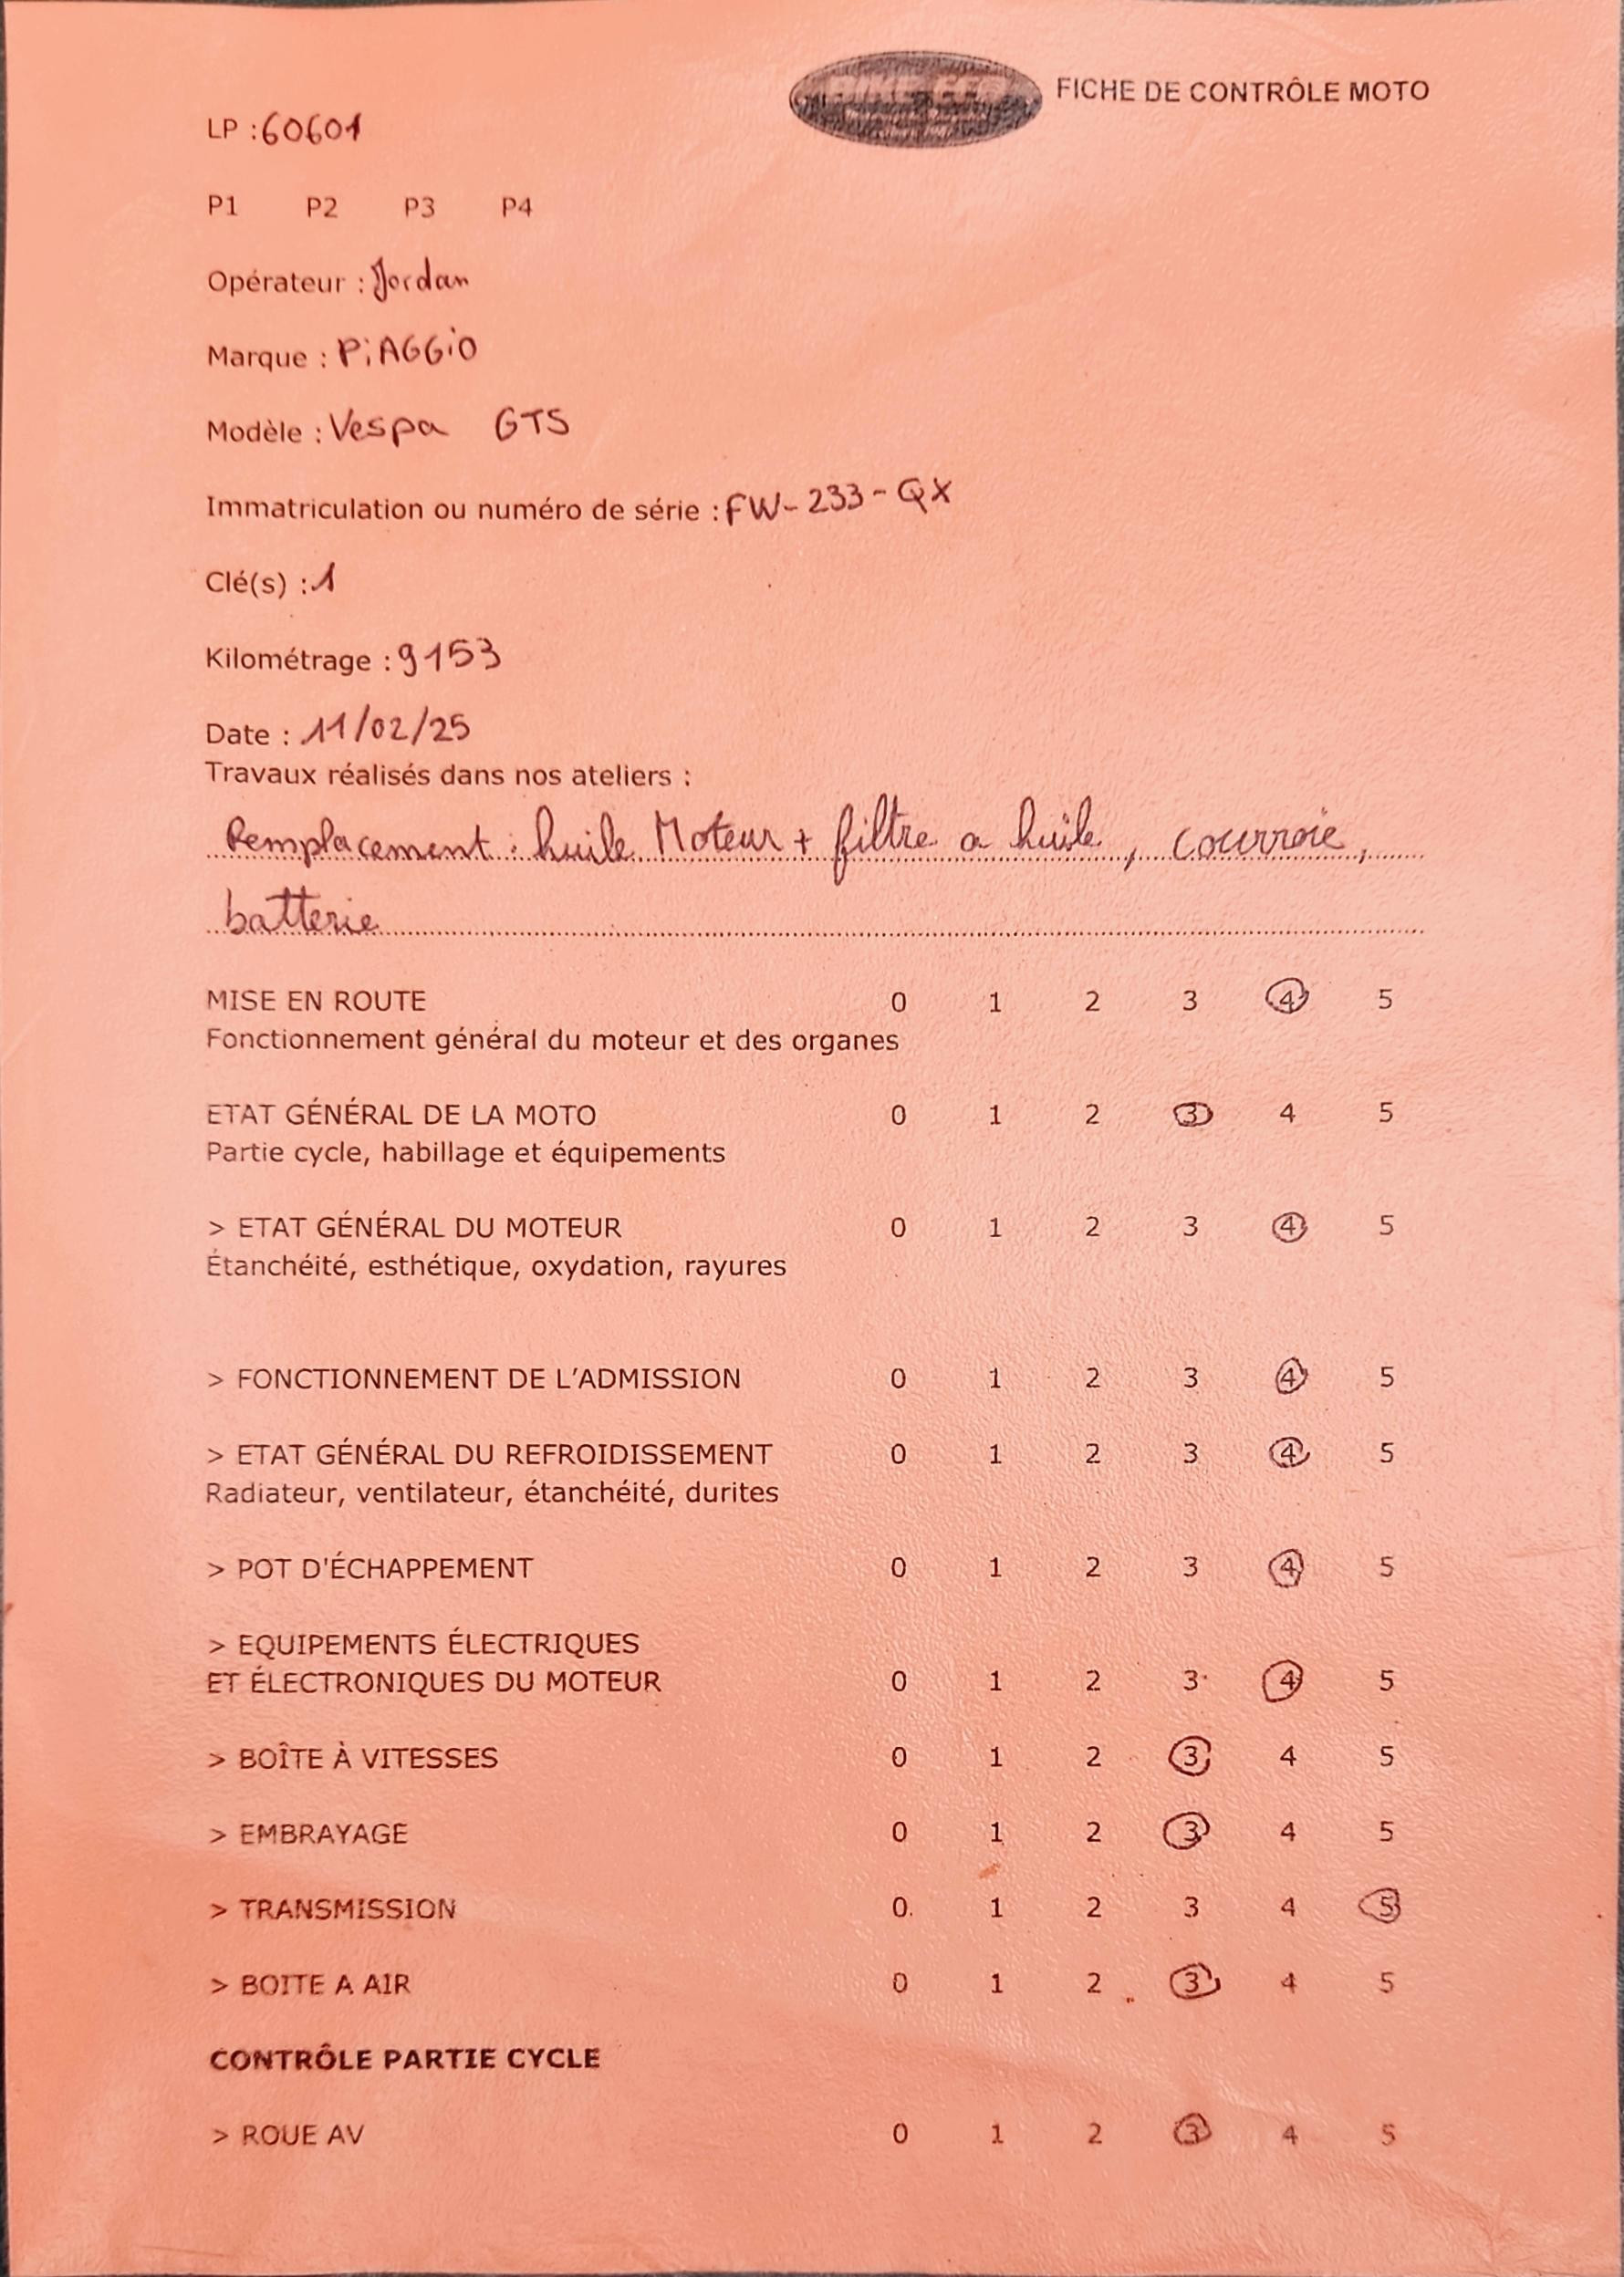 FICHE DE CONTRÔLE MOTO
LP : 60601
P1 P2 P3 P4
Opérateur : Jordan
Marque : PiAGGiO
Modèle : Vespa GTS
Immatriculation ou numéro de série : FW-233-QX
Clé(s) : 1
Kilométrage : 9153
Date : 11/02/25
Travaux réalisés dans nos ateliers :
Remplacement : huile Moteur + filtre a huile, courroie,
batterie
MISE EN ROUTE 0 1 2 3 4 5
Fonctionnement général du moteur et des organes
ETAT GÉNÉRAL DE LA MOTO 0 1 2 3 4 5
Partie cycle, habillage et équipements
> ETAT GÉNÉRAL DU MOTEUR 0 1 2 3 4 5
Étanchéité, esthétique, oxydation, rayures
> FONCTIONNEMENT DE L'ADMISSION 0 1 2 3 4 5
> ETAT GÉNÉRAL DU REFROIDISSEMENT 0 1 2 3 4 5
Radiateur, ventilateur, étanchéité, durites
> POT D'ÉCHAPPEMENT 0 1 2 3 4 5
> EQUIPEMENTS ÉLECTRIQUES
ET ÉLECTRONIQUES DU MOTEUR 0 1 2 3 4 5
> BOÎTE À VITESSES 0 1 2 3 4 5
> EMBRAYAGE 0 1 2 3 4 5
> TRANSMISSION 0 1 2 3 4 5
> BOITE A AIR 0 1 2 3 4 5
CONTRÔLE PARTIE CYCLE
> ROUE AV 0 1 2 3 4 5